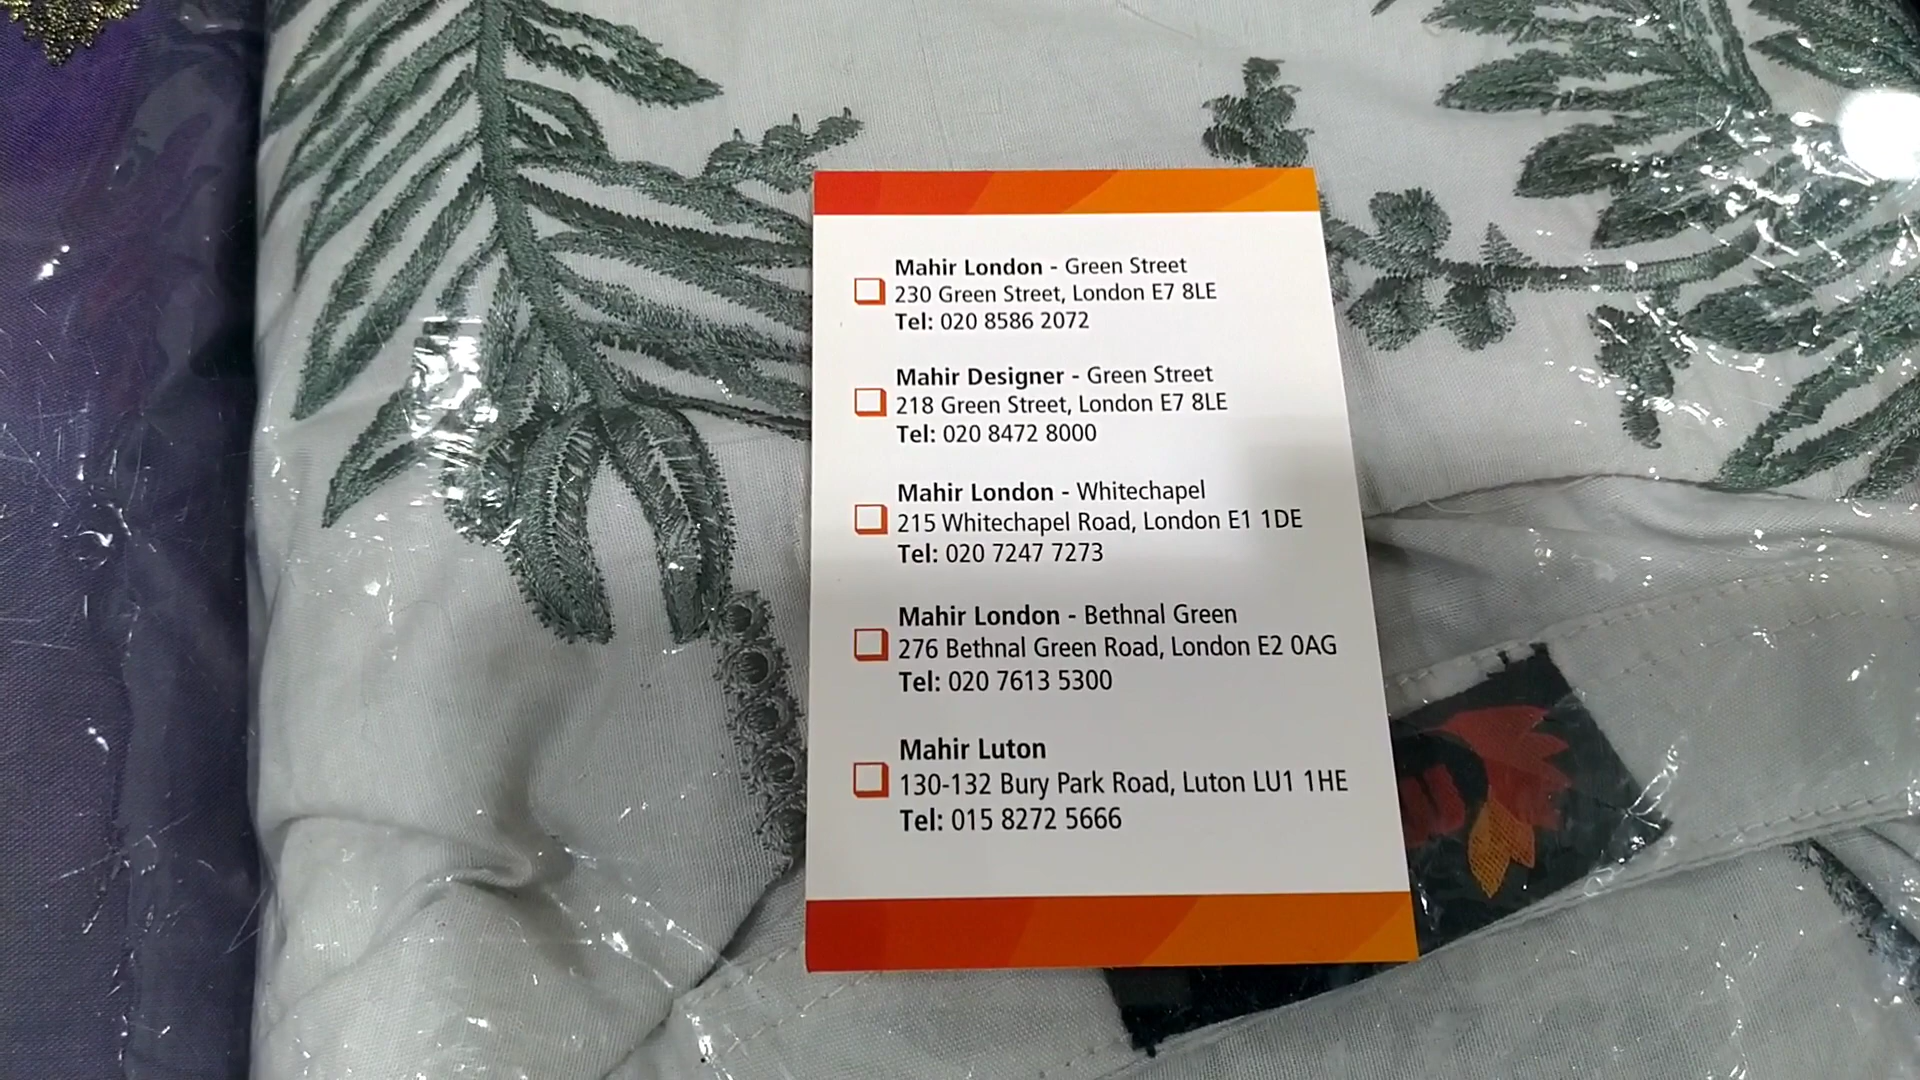 Mahir London - Green Street
230 Green Street, London E7 8LE
Tel: 020 8586 2072
Mahir Designer - Green Street
218 Green Street, London E7 8LE
Tel: 020 8472 8000
Mahir London - Whitechapel
215 Whitechapel Road, London E1 1DE
Tel: 020 7247 7273
Mahir London - Bethnal Green
276 Bethnal Green Road, London E2 0AG
Tel: 020 7613 5300
Mahir Luton
130-132 Bury Park Road, Luton LU1 1HE
Tel: 015 8272 5666